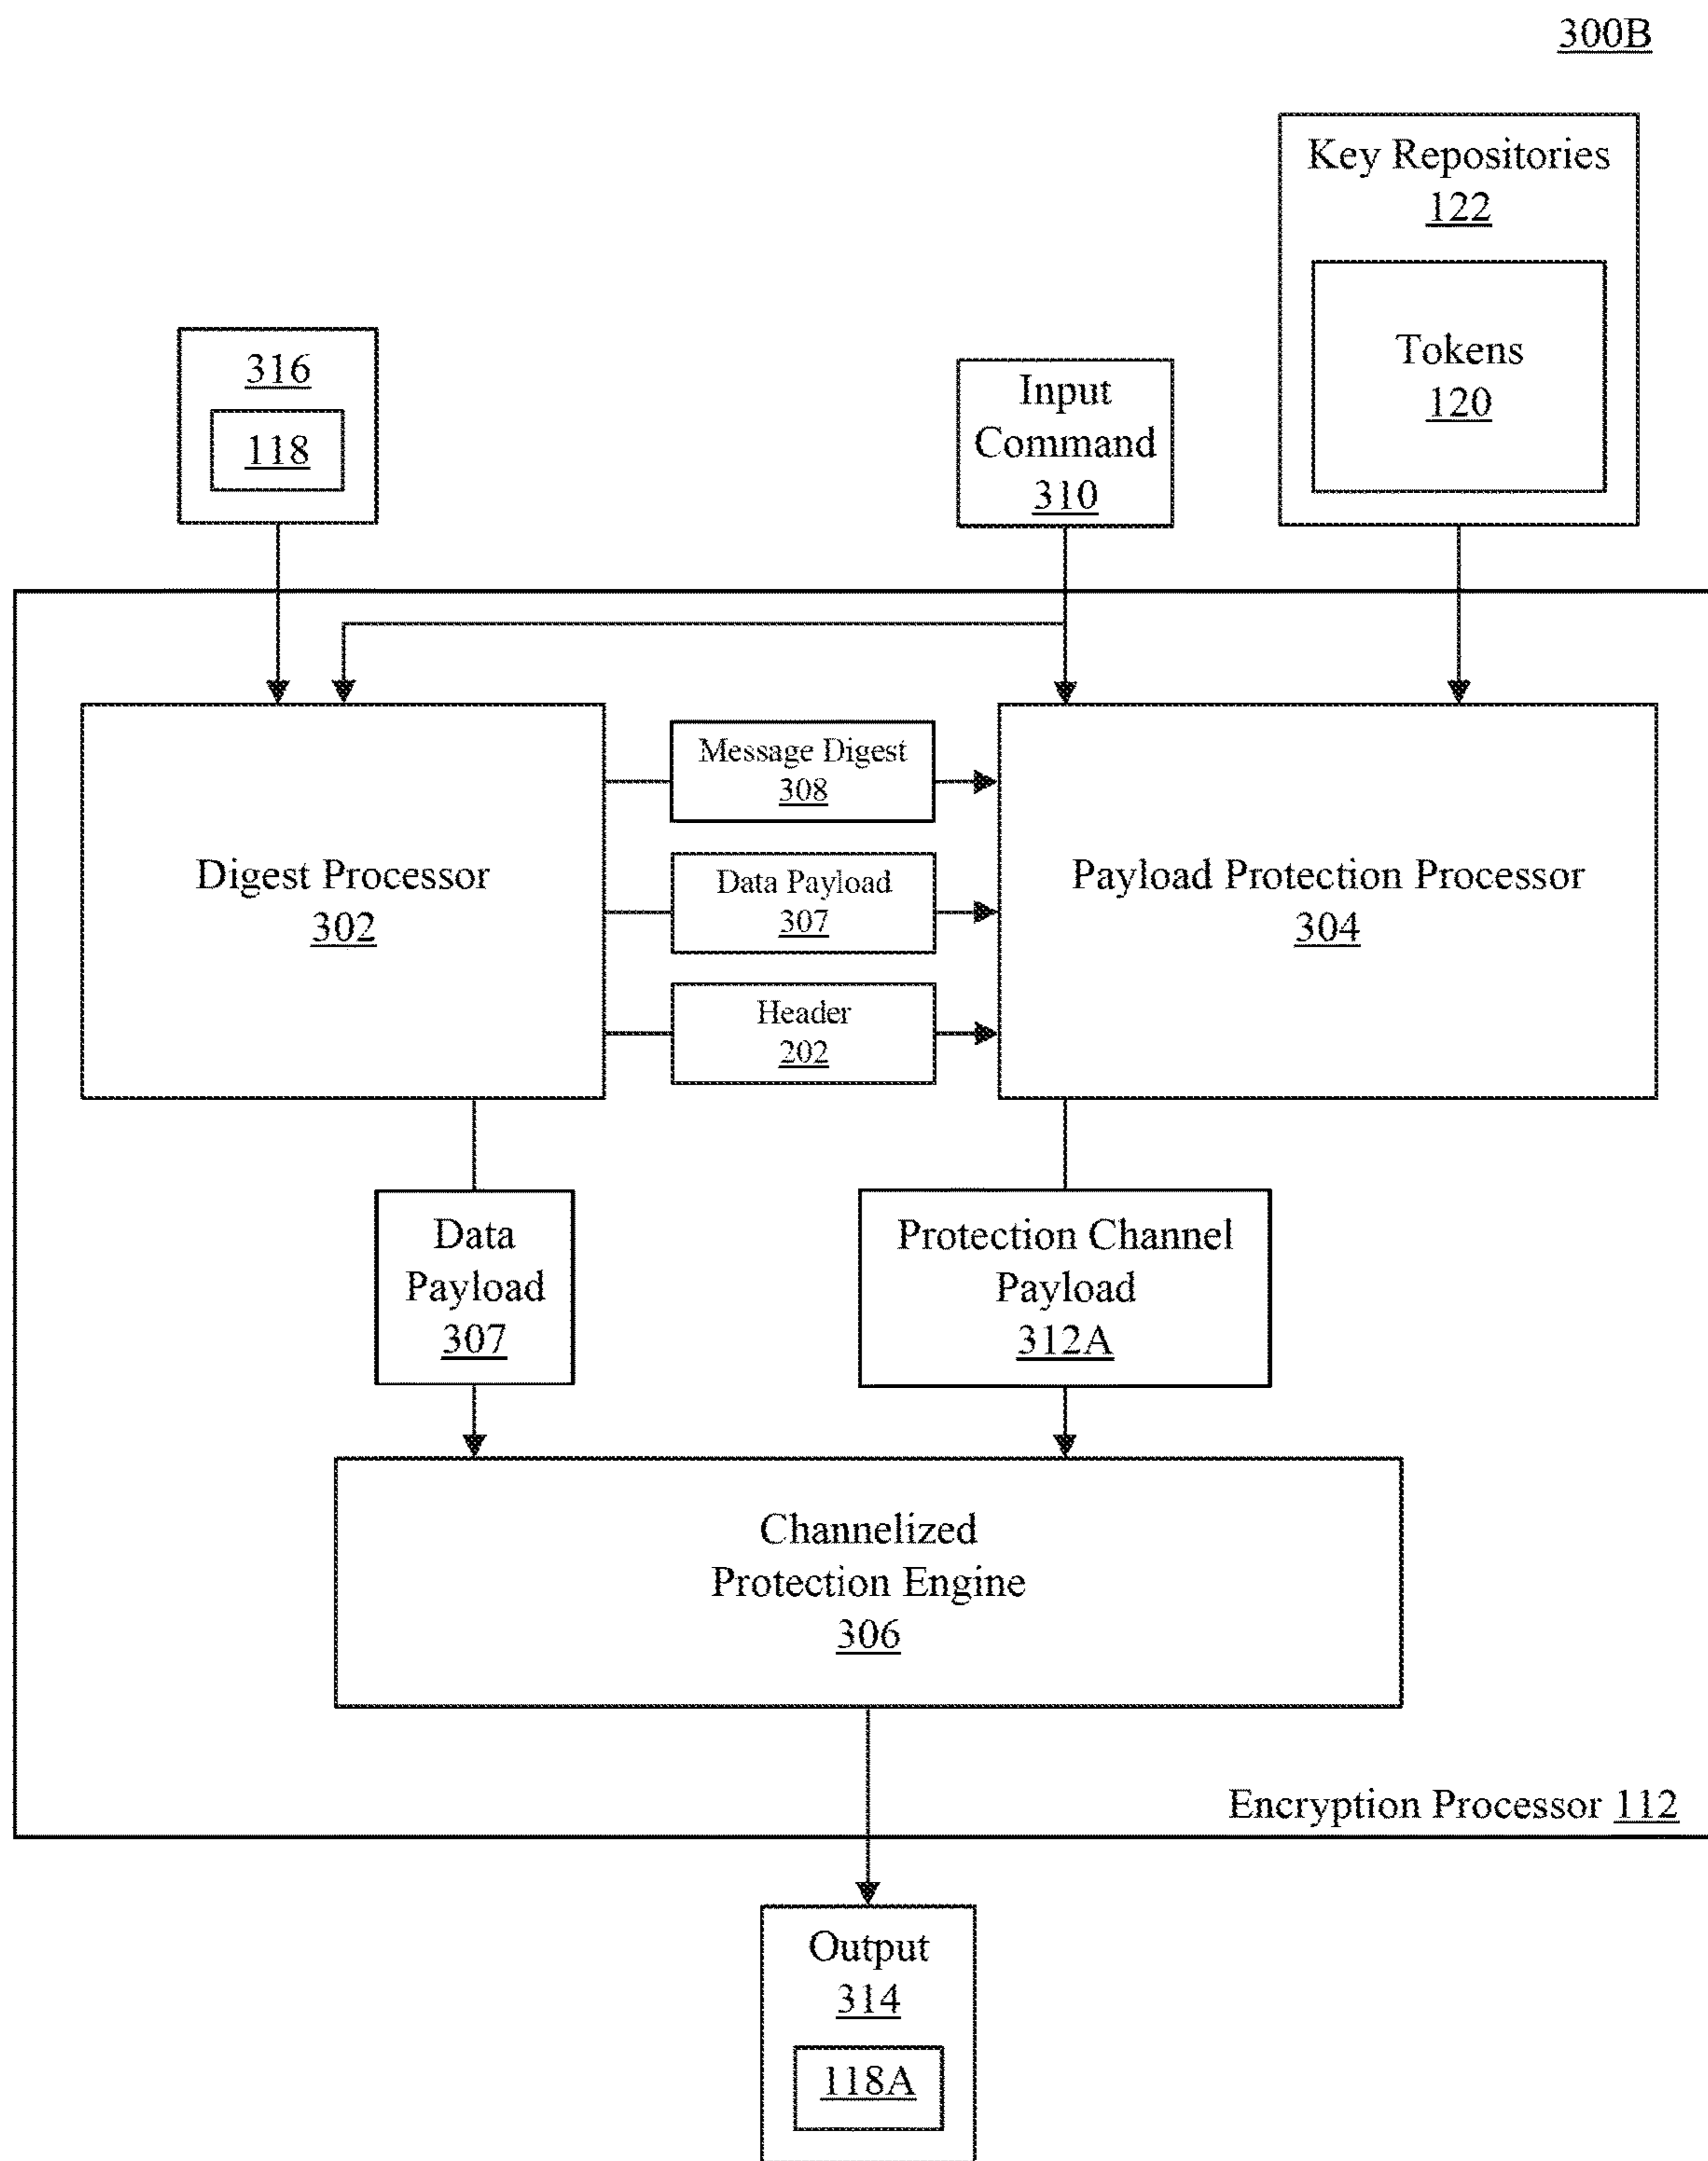 300B
Key Repositories
122
Tokens
120
316
118
Input
Command
310
Message Digest
308
Data Payload
307
Header
202
Digest Processor
302
Payload Protection Processor
304
Data
Payload
307
Protection Channel
Payload
312A
Channelized
Protection Engine
306
Encryption Processor 112
Output
314
118A